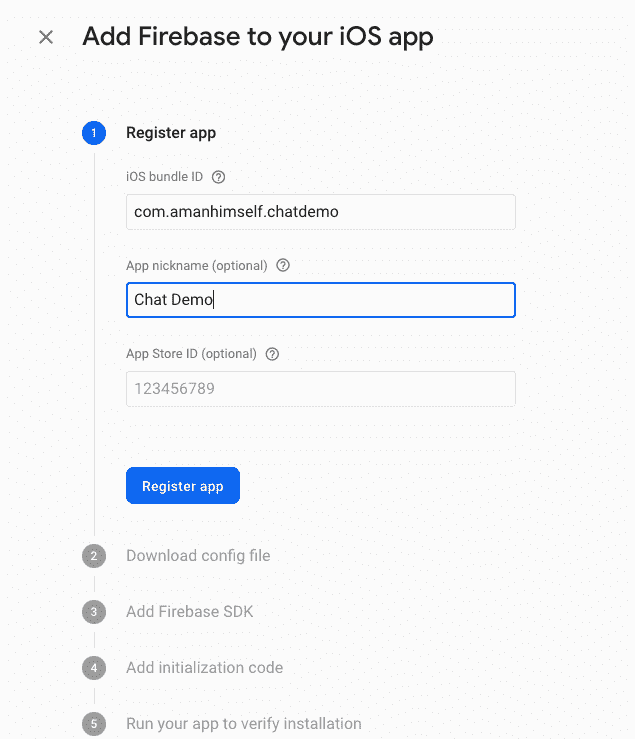 Add Firebase to your iOS app
1 Register app
iOS bundle ID
com.amanhimself.chatdemo
App nickname (optional)
Chat Demo
App Store ID (optional)
123456789
Register app
2 Download config file
3 Add Firebase SDK
4 Add initialization code
5 Run your app to verify installation